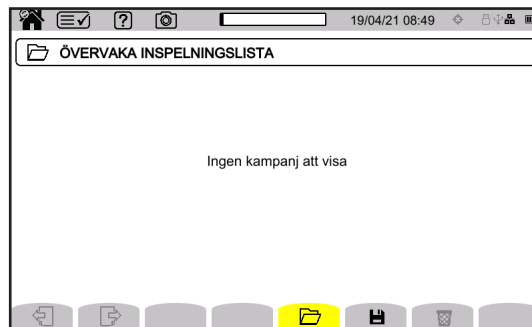 19/04/21 08:49
ÖVERVAKA INSPELNINGSLISTA
Ingen kampanj att visa